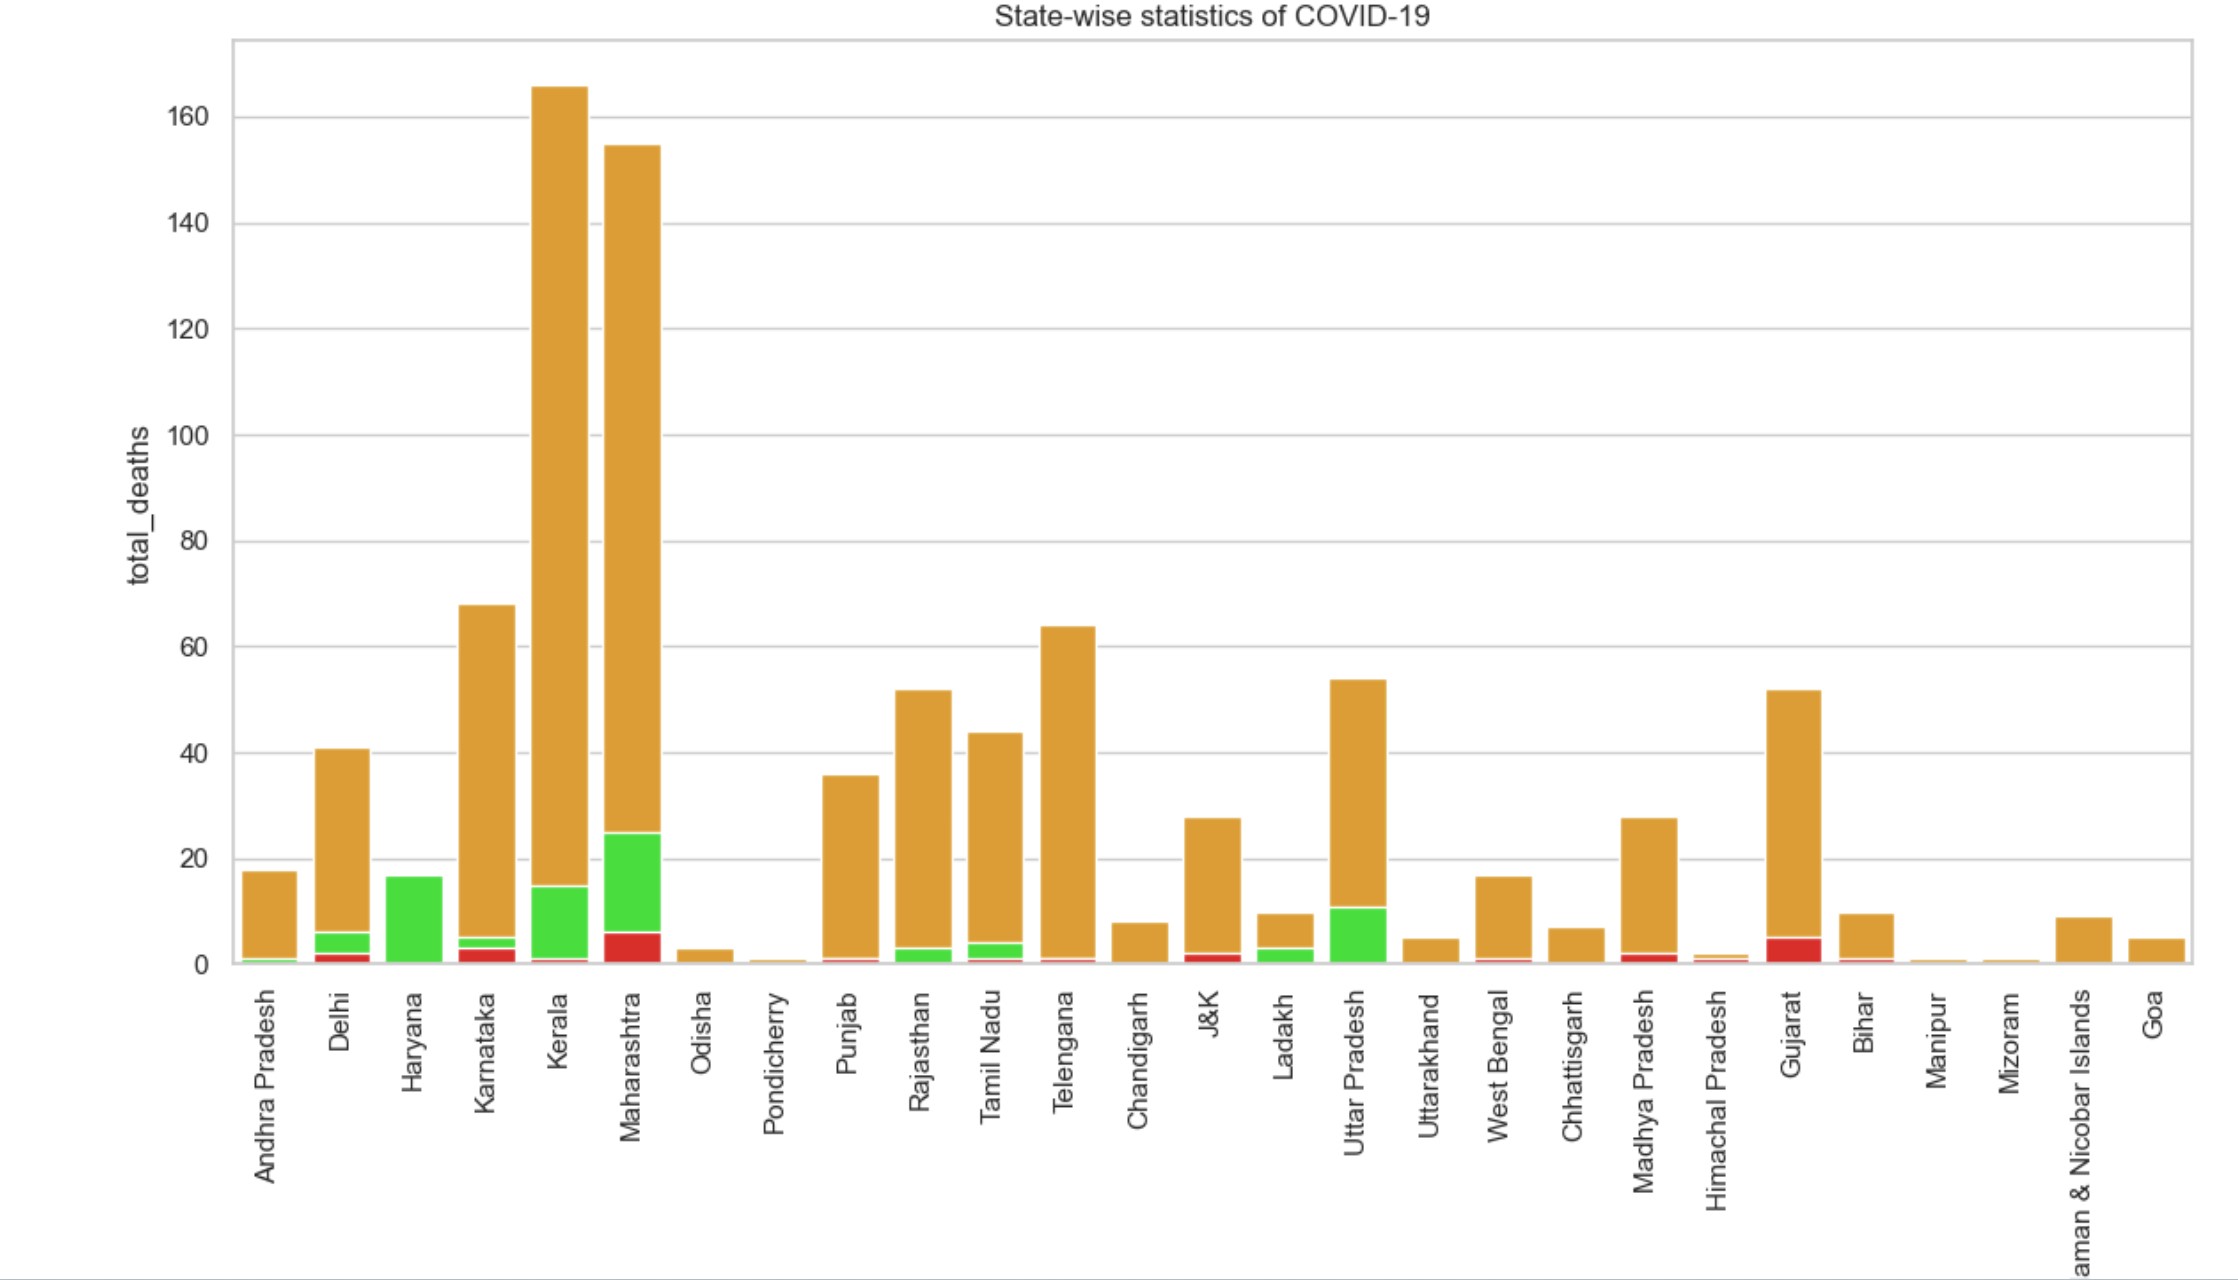 State-wise statistics of COVID-19
total_deaths
160
140
120
100
80
60
40
20
0
Andhra Pradesh
Delhi
Haryana
Karnataka
Kerala
Maharashtra
Odisha
Pondicherry
Punjab
Rajasthan
Tamil Nadu
Telengana
Chandigarh
J&K
Ladakh
Uttar Pradesh
Uttarakhand
West Bengal
Chhattisgarh
Madhya Pradesh
Himachal Pradesh
Gujarat
Bihar
Manipur
Mizoram
aman & Nicobar Islands
Goa